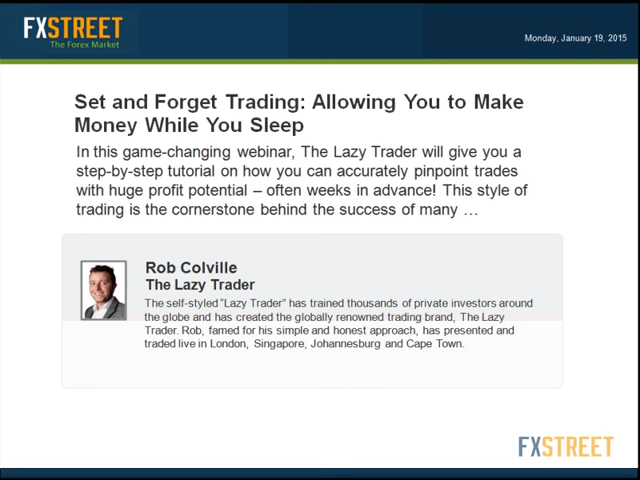 FXSTREET
The Forex Market
Monday, January 19, 2015
Set and Forget Trading: Allowing You to Make
Money While You Sleep
In this game-changing webinar, The Lazy Trader will give you a
step-by-step tutorial on how you can accurately pinpoint trades
with huge profit potential – often weeks in advance! This style of
trading is the cornerstone behind the success of many …
Rob Colville
The Lazy Trader
The self-styled “Lazy Trader” has trained thousands of private investors around
the globe and has created the globally renowned trading brand, The Lazy
Trader. Rob, famed for his simple and honest approach, has presented and
traded live in London, Singapore, Johannesburg and Cape Town.
FXSTREET